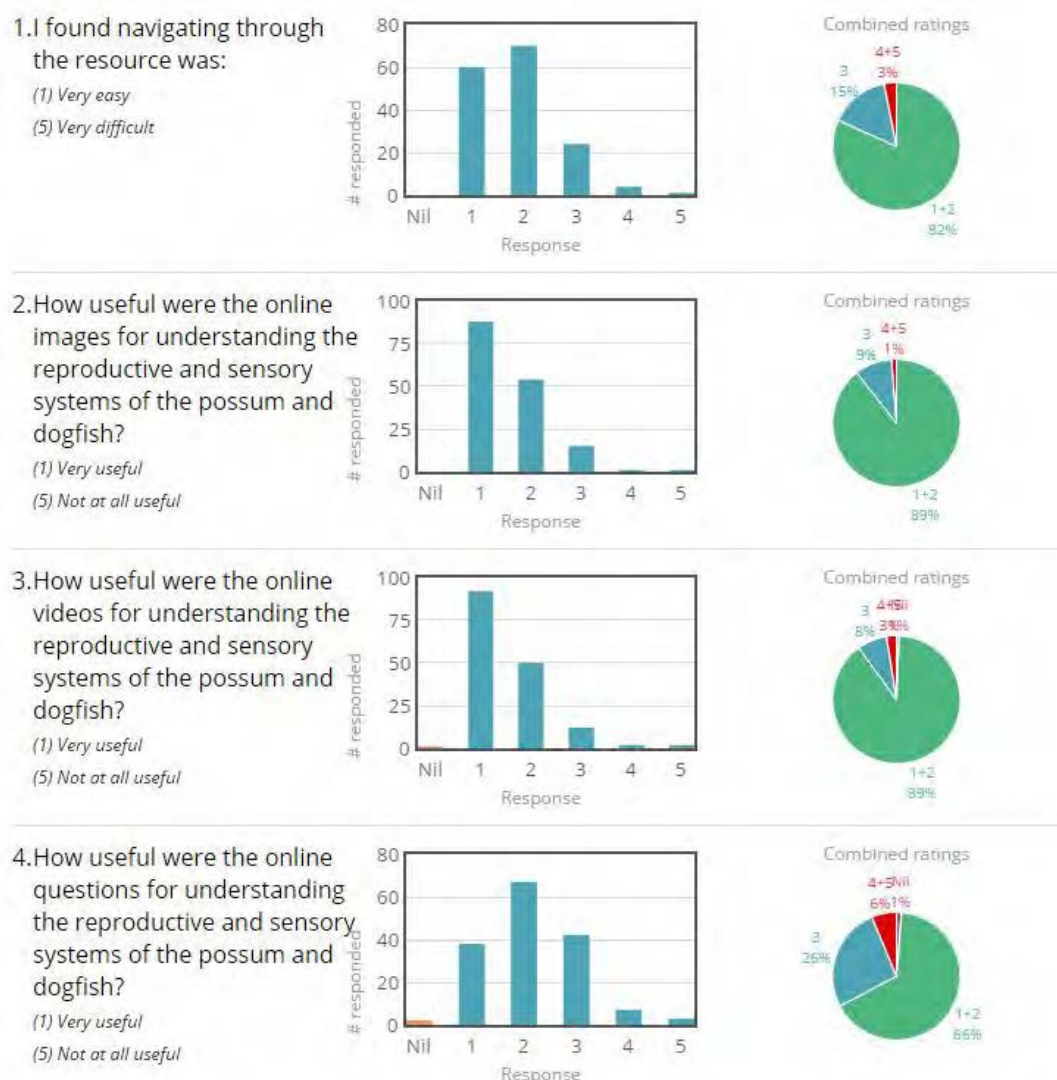 1.I found navigating through
the resource was:
(1) Very easy
(5) Very difficult
# responded
80
60
40
20
0
Nil 1 2 3 4 5
Response
Combined ratings
4+5
3%
3
15%
1+2
82%
2.How useful were the online
images for understanding the
reproductive and sensory
systems of the possum and
dogfish?
(1) Very useful
(5) Not at all useful
# responded
100
75
50
25
0
Nil 1 2 3 4 5
Response
Combined ratings
3 4+5
9% 1%
1+2
89%
3.How useful were the online
videos for understanding the
reproductive and sensory
systems of the possum and
dogfish?
(1) Very useful
(5) Not at all useful
# responded
100
75
50
25
0
Nil 1 2 3 4 5
Response
Combined ratings
3
8%
1+2
89%
4.How useful were the online
questions for understanding
the reproductive and sensory
systems of the possum and
dogfish?
(1) Very useful
(5) Not at all useful
# responded
80
60
40
20
0
Nil 1 2 3 4 5
Response
Combined ratings
4+5 Nil
6% 1%
3
26%
1+2
66%